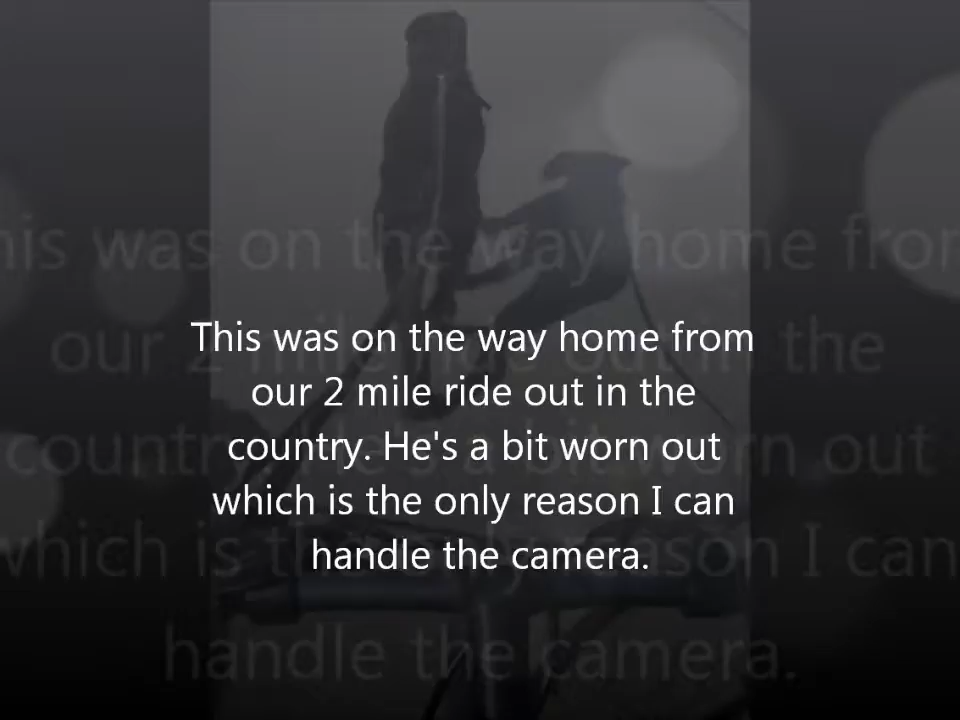 This was on the way home from
our 2 mile ride out in the
country. He's a bit worn out
which is the only reason I can
handle the camera.